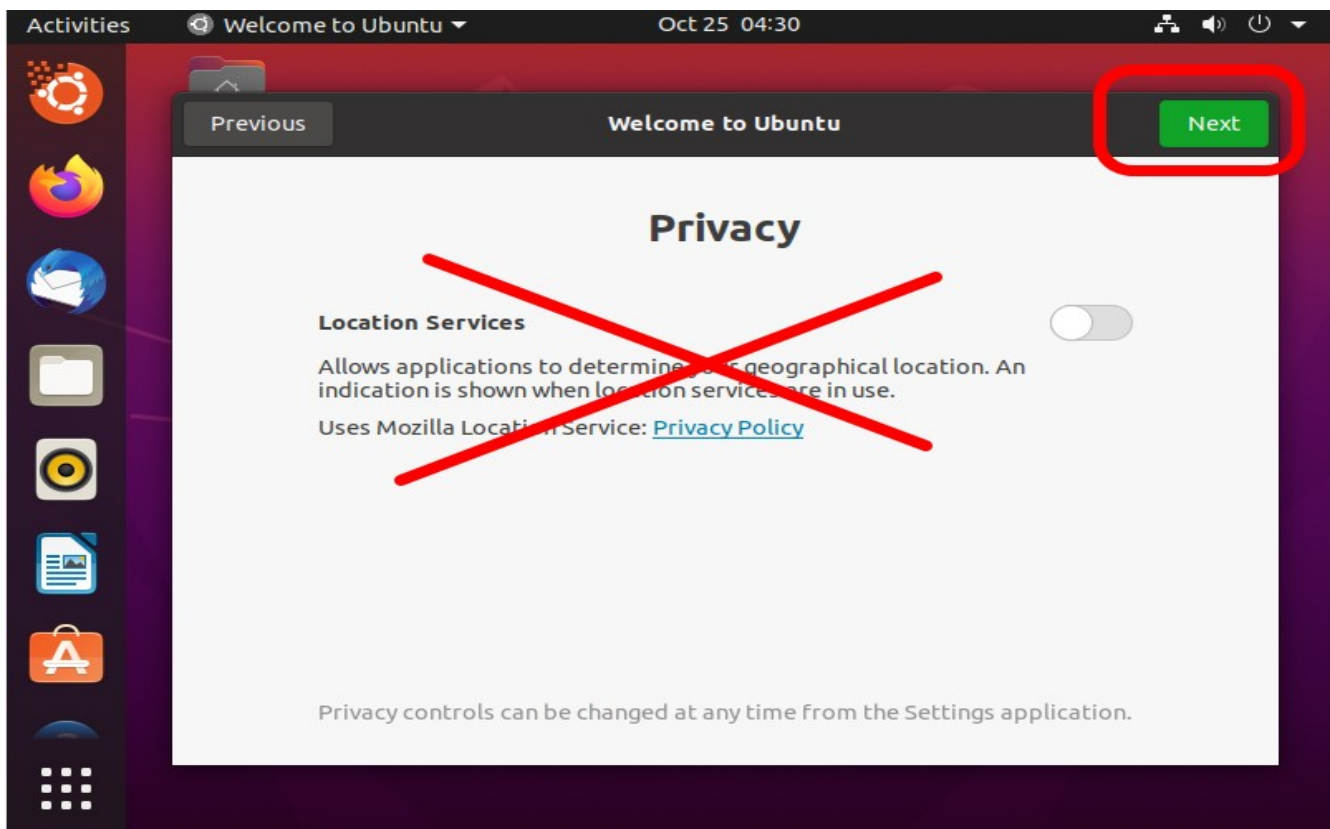 Activities Welcome to Ubuntu Oct 25 04:30
Previous Welcome to Ubuntu Next
Privacy
Location Services
Allows applications to determine your geographical location. An
indication is shown when location services are in use.
Uses Mozilla Location Service: Privacy Policy
Privacy controls can be changed at any time from the Settings application.